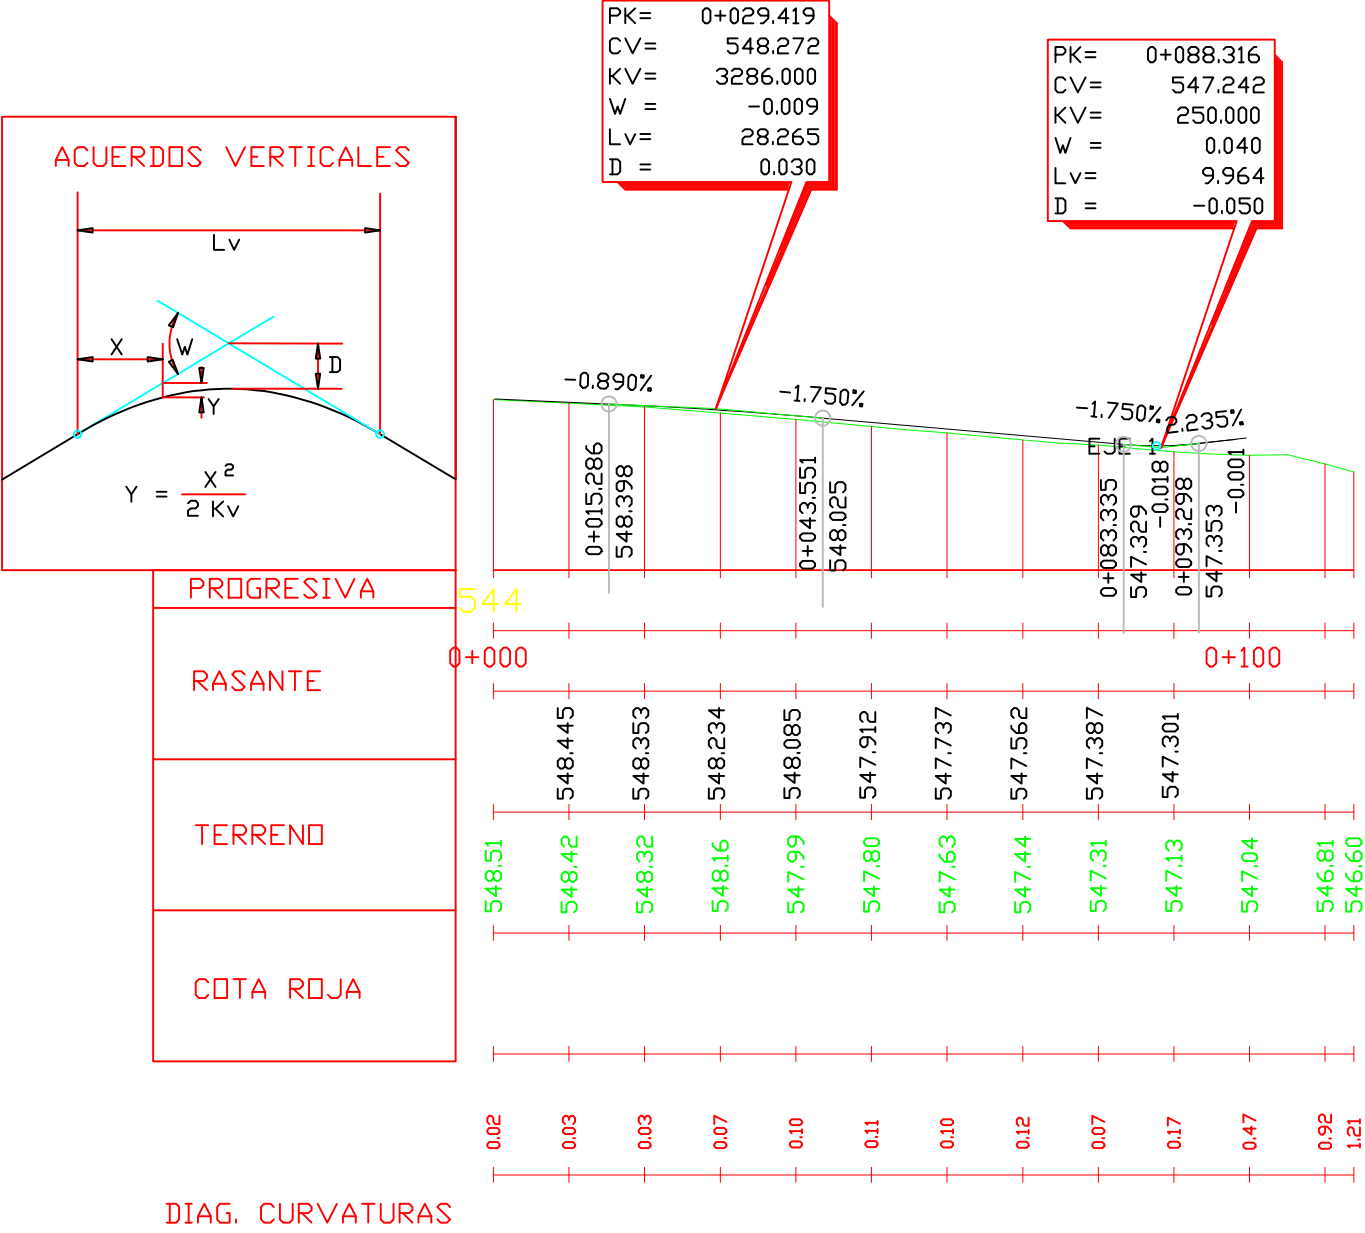 PK= 0+029.419
CV= 548.272
KV= 3286.000
W = -0.009
Lv= 28.265
D = 0.030
PK= 0+088.316
CV= 547.242
KV= 250.000
W = 0.040
Lv= 9.964
D = -0.050
ACUERDOS VERTICALES
Lv
X
W
D
Y
Y = X 2
2 Kv
-0.890%
-1.750%
-1.750%
2.235%
EJE 1
0+015.286
548.398
0+043.551
548.025
0+083.335
547.329
-0.018
0+093.298
547.353
-0.001
PROGRESIVA
544
0+000
0+100
RASANTE
548.445
548.353
548.234
548.085
547.912
547.737
547.562
547.387
547.301
TERRENO
548.51
548.42
548.32
548.16
547.99
547.80
547.63
547.44
547.31
547.13
547.04
546.81
546.60
COTA ROJA
0.02
0.03
0.03
0.07
0.10
0.11
0.10
0.12
0.07
0.17
0.47
0.92
1.21
DIAG. CURVATURAS